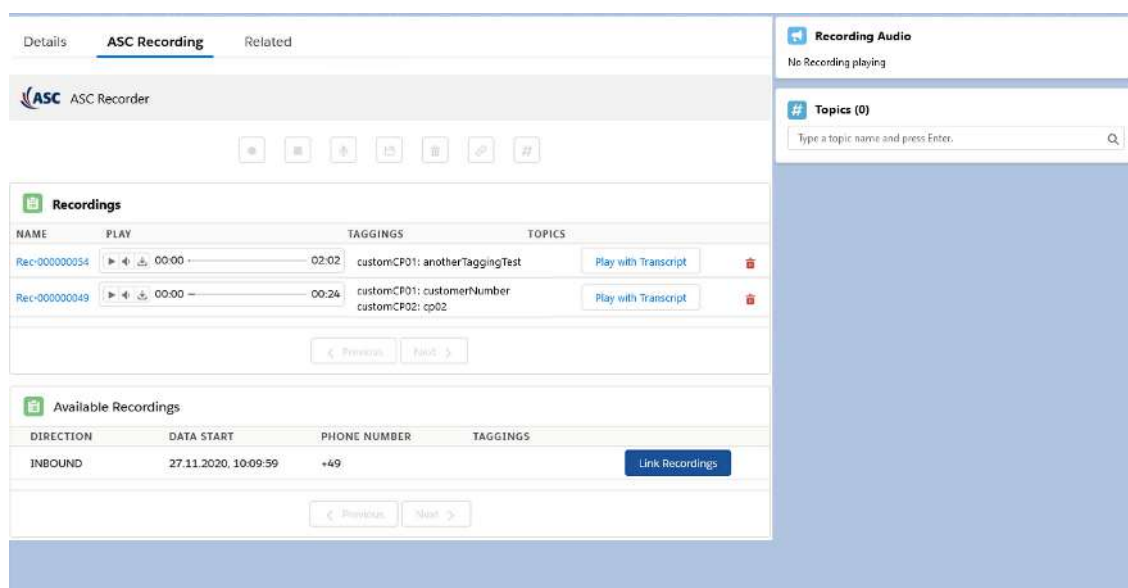 Details ASC Recording Related
ASC ASC Recorder
Recordings
NAME PLAY TAGGINGS TOPICS
Rec-000000054 00:00 02:02 customCP01: anotherTaggingTest Play with Transcript
Rec-000000049 00:00 00:24 customCP01: customerNumber Play with Transcript
customCP02: cp02
Previous Next
Available Recordings
DIRECTION DATA START PHONE NUMBER TAGGINGS
INBOUND 27.11.2020, 10:09:59 +49 Link Recordings
Previous Next
Recording Audio
No Recording playing
# Topics (0)
Type a topic name and press Enter.